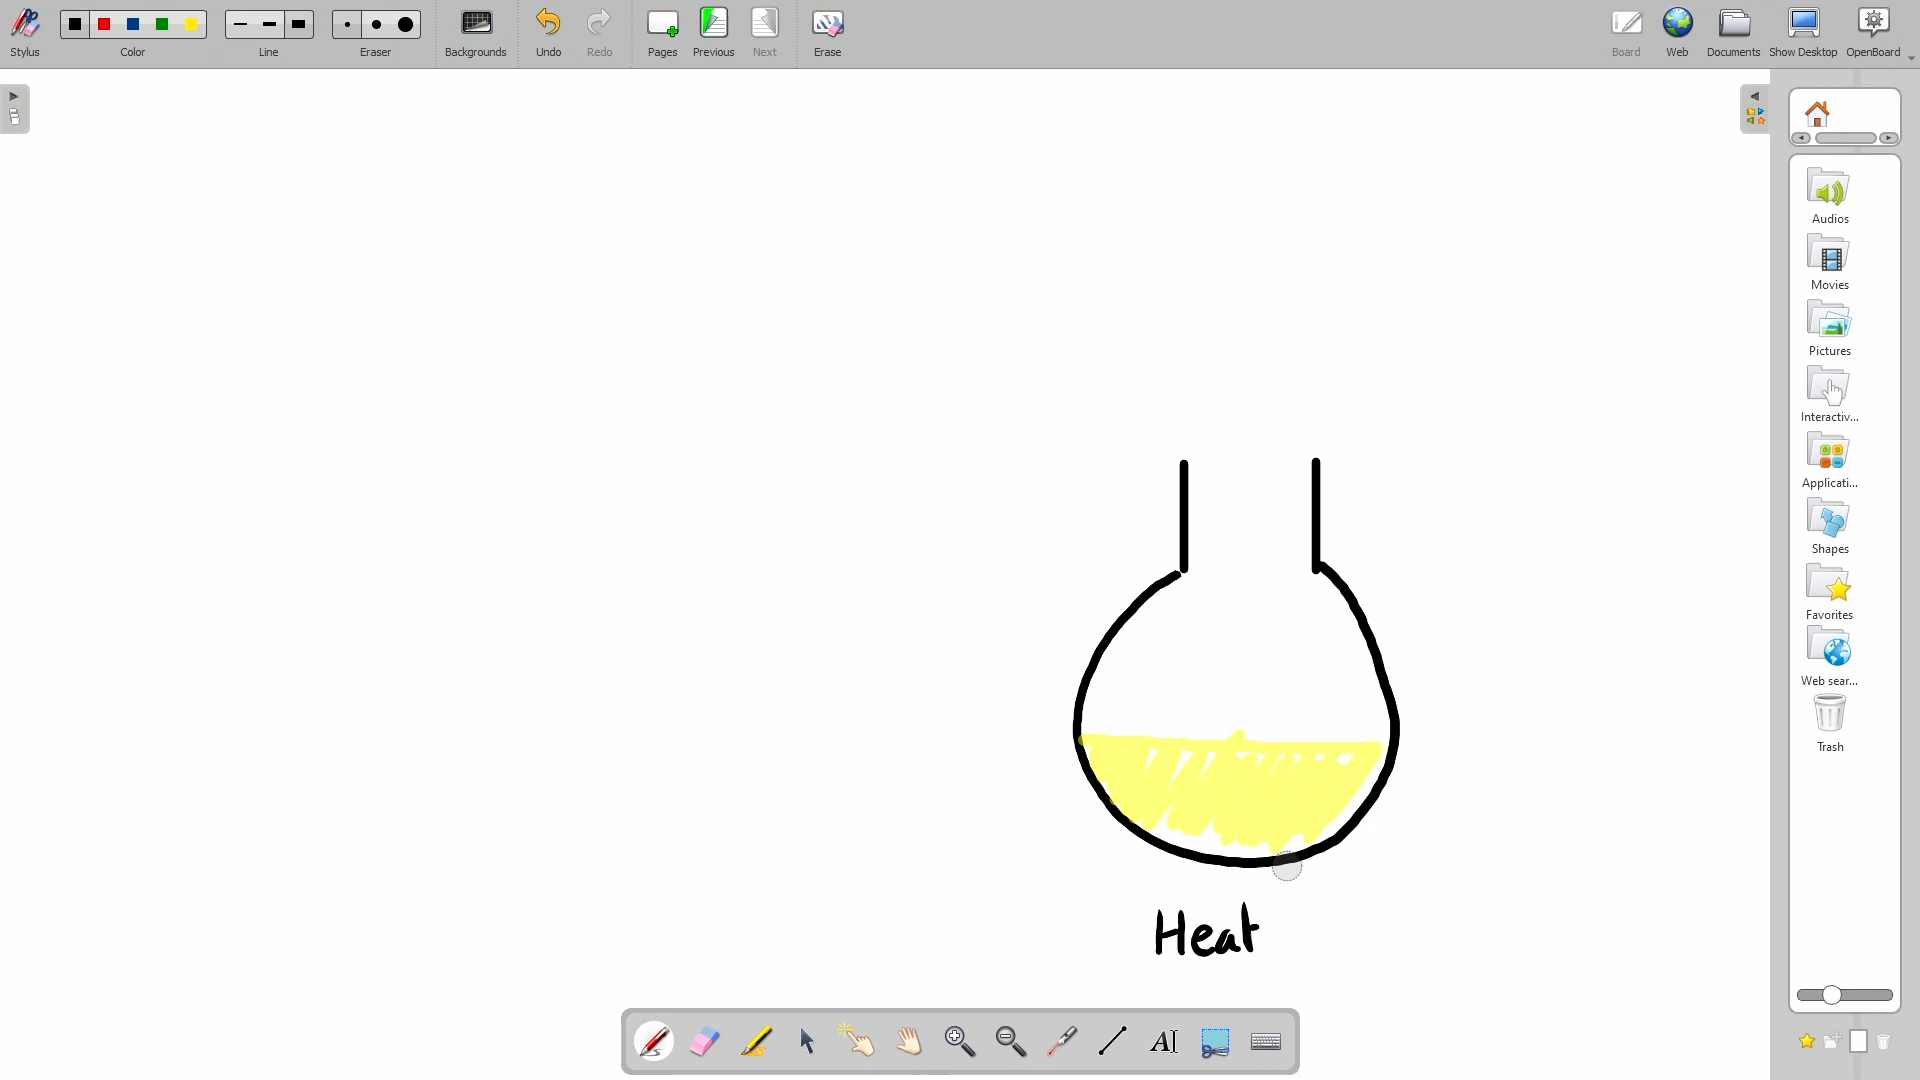 Stylus Color Line Eraser Backgrounds Undo Redo Pages Previous Next Erase Board Web Documents Show Desktop OpenBoard
Audios
Movies
Pictures
Interactiv...
Applicati...
Shapes
Favorites
Web sear...
Trash
Heat
AI